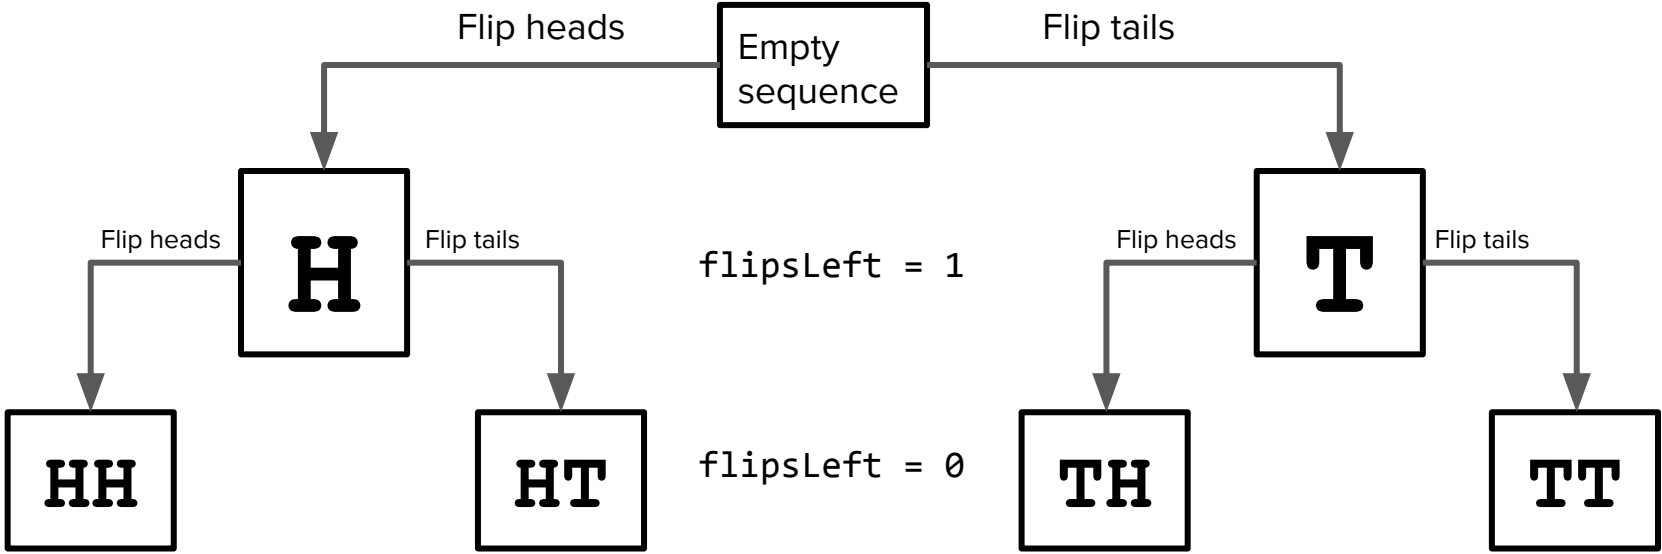 Flip heads
Empty
sequence
Flip tails
H
T
Flip heads
Flip tails
flipsLeft = 1
Flip heads
Flip tails
HH
HT
flipsLeft = 0
TH
TT